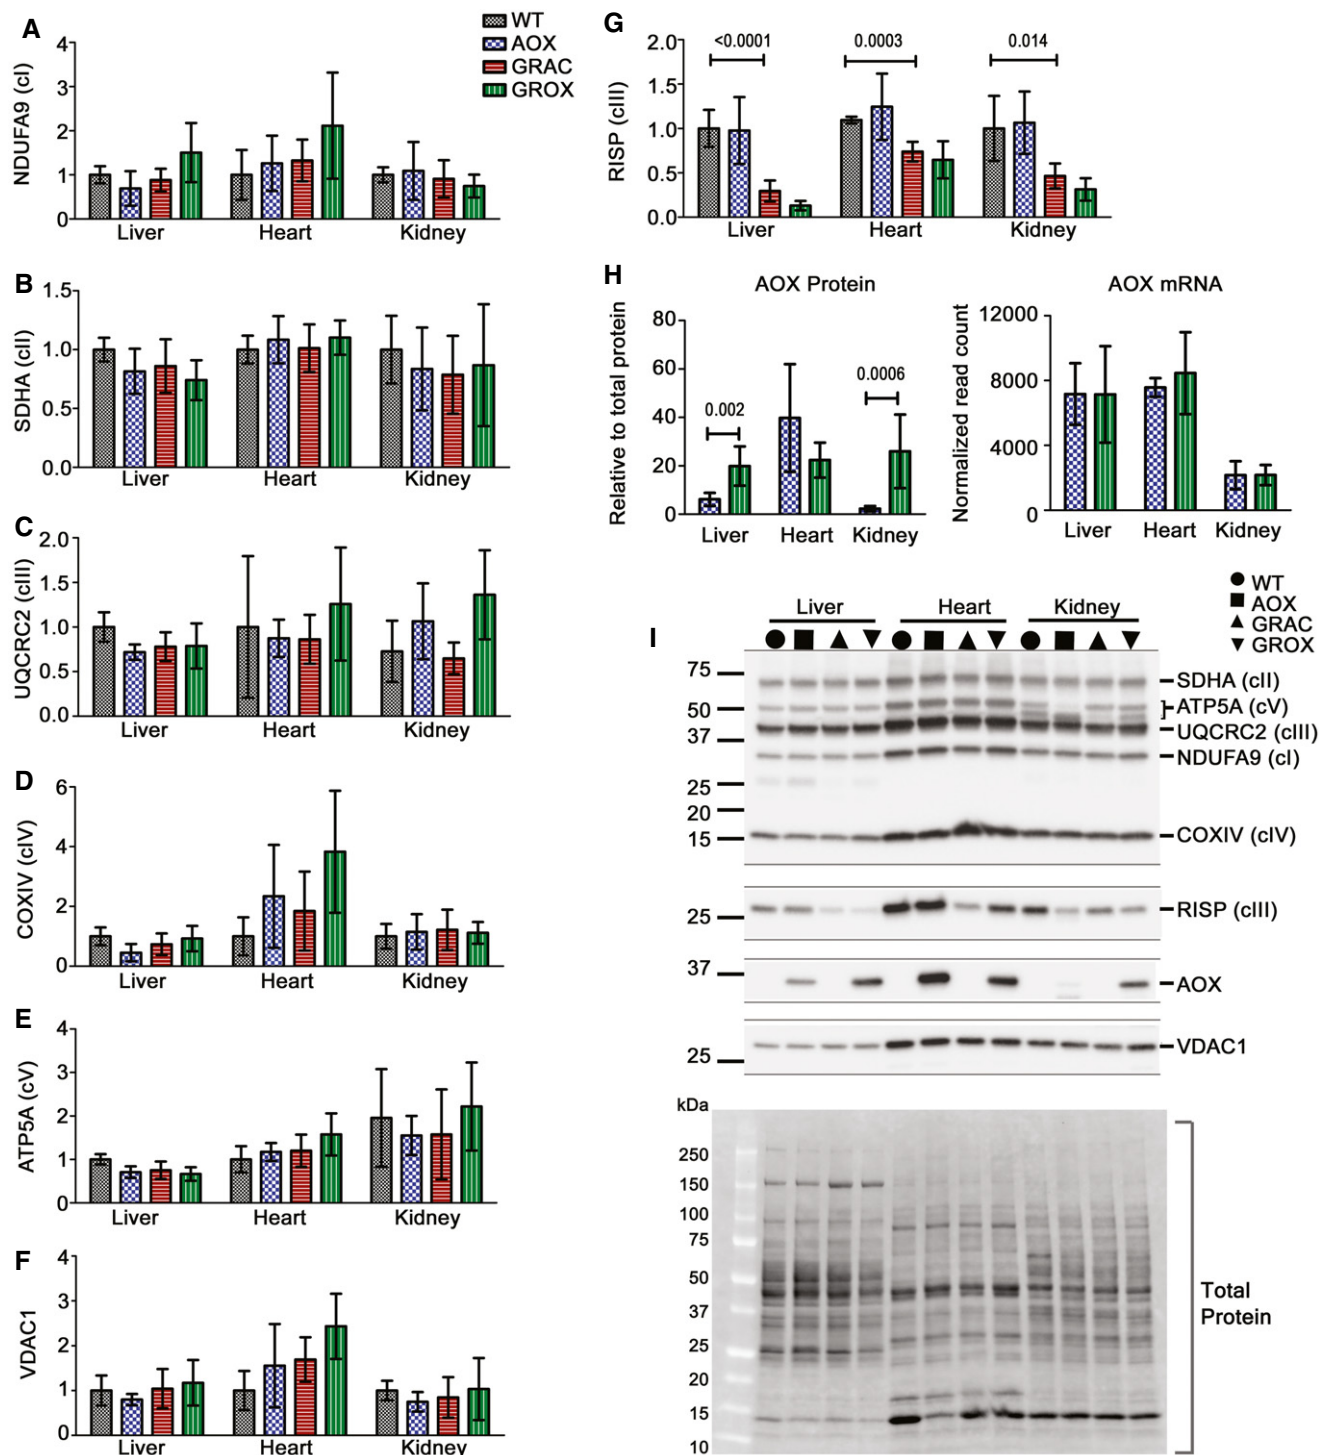 A
WT
AOX
GRAC
GROX
NDUFA9 (cI)
4
3
2
1
0
Liver Heart Kidney
B
SDHA (cII)
1.5
1.0
0.5
0.0
Liver Heart Kidney
C
UQCRC2 (cIII)
2.0
1.5
1.0
0.5
0.0
Liver Heart Kidney
D
COXIV (cIV)
6
4
2
0
Liver Heart Kidney
E
ATP5A (cV)
4
3
2
1
0
Liver Heart Kidney
F
VDAC1
4
3
2
1
0
Liver Heart Kidney
G
RISP (cIII)
2.0
1.5
1.0
0.5
0.0
<0.0001 0.0003 0.014
Liver Heart Kidney
H
AOX Protein
Relative to total protein
80
60
40
20
0
0.002
0.0006
Liver Heart Kidney
AOX mRNA
Normalized read count
12000
8000
4000
0
Liver Heart Kidney
WT
AOX
GRAC
GROX
I
Liver Heart Kidney
75
50
37
25
20
15
SDHA (cII)
ATP5A (cV)
UQCRC2 (cIII)
NDUFA9 (cI)
COXIV (cIV)
25
RISP (cIII)
37
AOX
25
VDAC1
kDa
250
150
100
75
50
37
25
20
15
10
Total
Protein